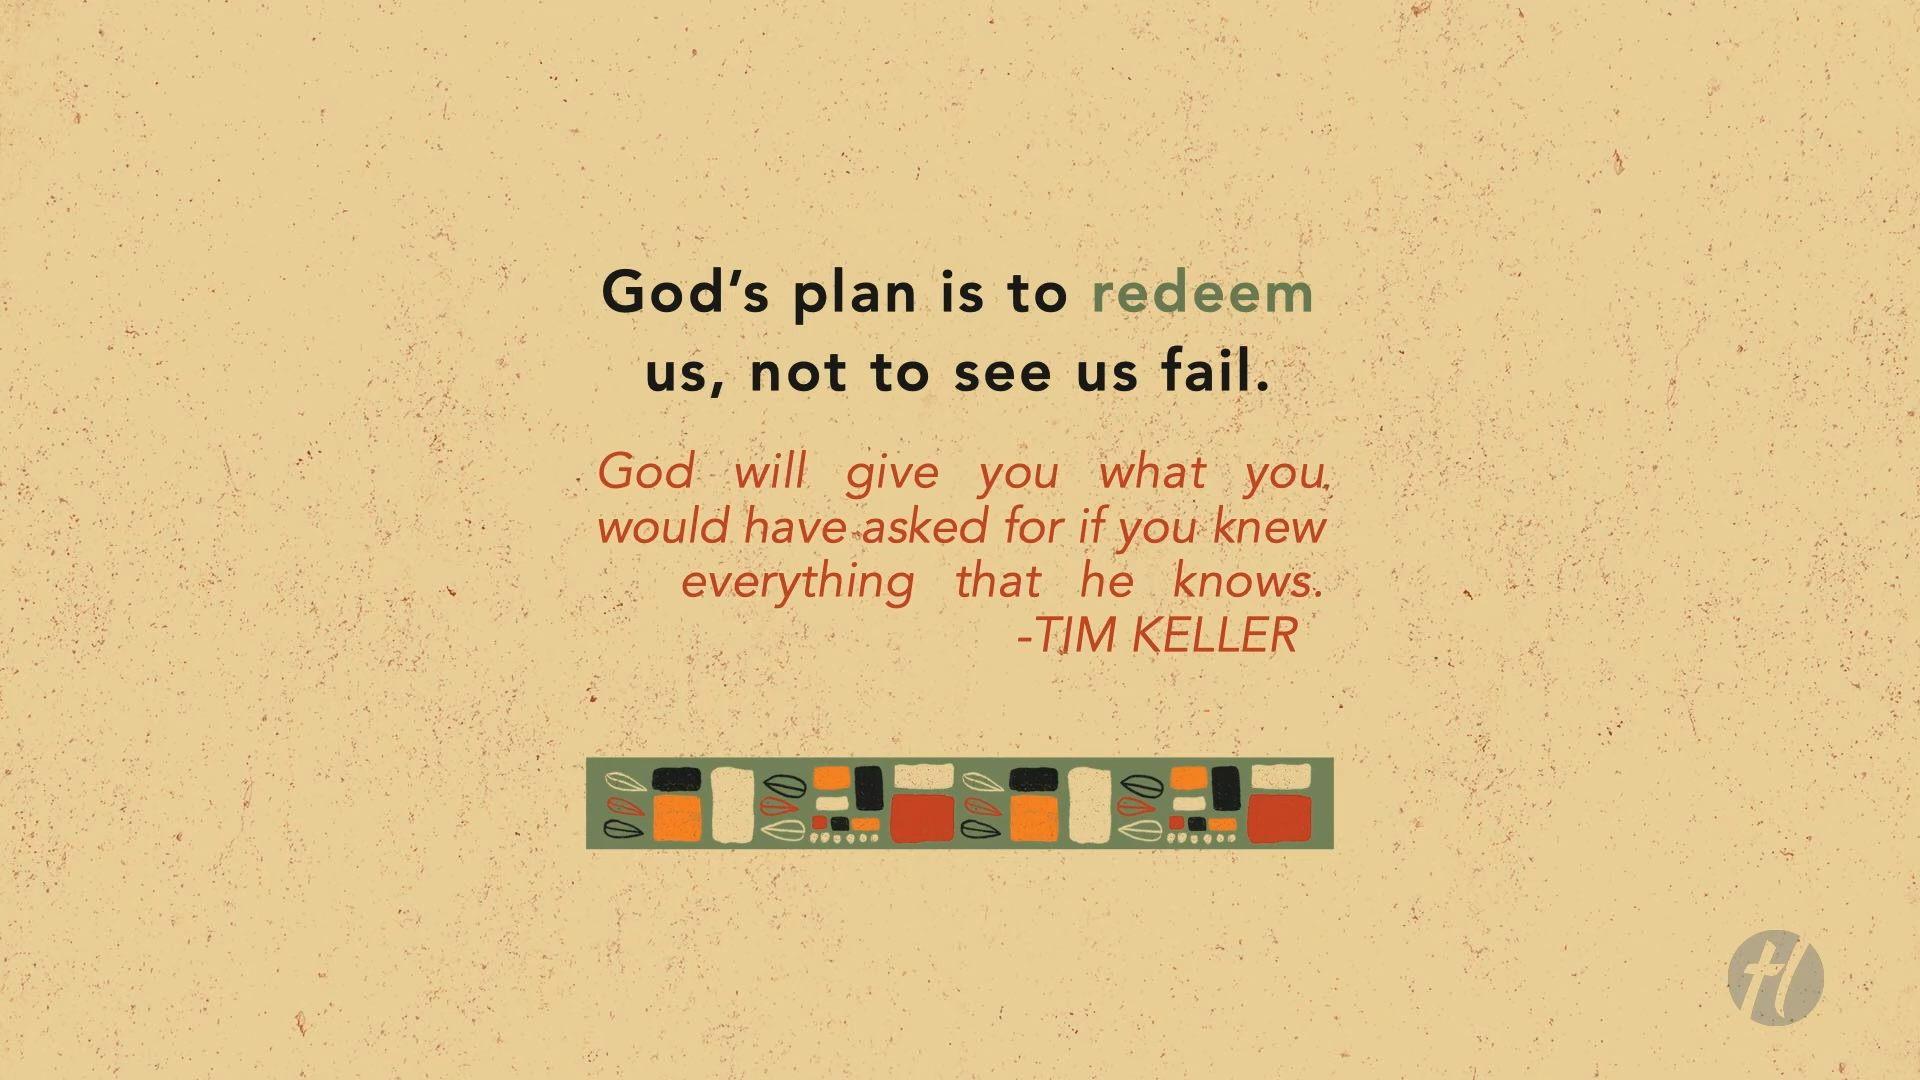 God’s plan is to redeem
us, not to see us fail.
God will give you what you
would have asked for if you knew
everything that he knows.
-TIM KELLER